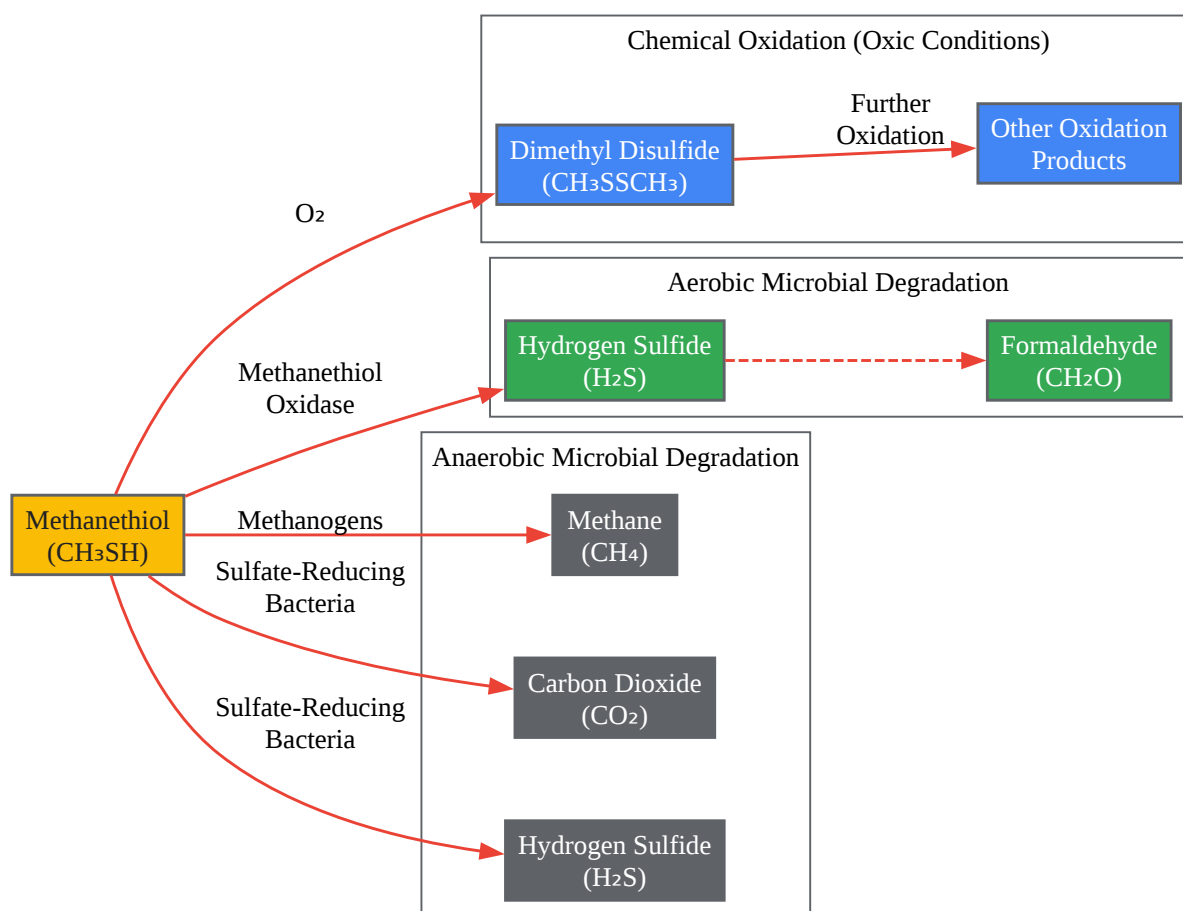 Chemical Oxidation (Oxic Conditions)
Further
Oxidation
Dimethyl Disulfide
(CH₃SSCH₃)
Other Oxidation
Products
O₂
Aerobic Microbial Degradation
Hydrogen Sulfide
(H₂S)
Formaldehyde
(CH₂O)
Methanethiol
Oxidase
Anaerobic Microbial Degradation
Methanethiol
(CH₃SH)
Methanogens
Methane
(CH₄)
Sulfate-Reducing
Bacteria
Carbon Dioxide
(CO₂)
Sulfate-Reducing
Bacteria
Hydrogen Sulfide
(H₂S)